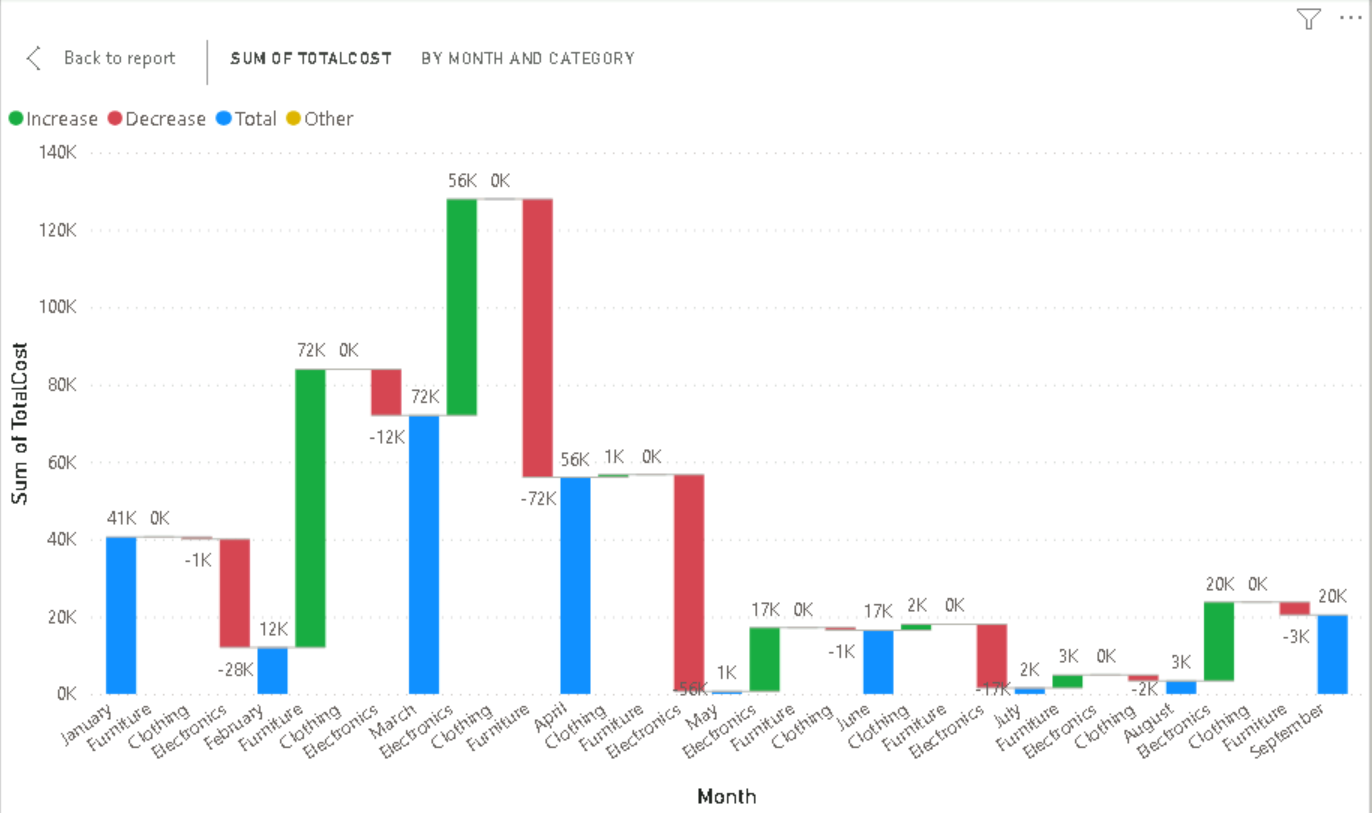 Back to report
SUM OF TOTALCOST BY MONTH AND CATEGORY
Increase Decrease Total Other
140K
120K
100K
80K
60K
40K
20K
0K
Sum of TotalCost
41K
0K
-1K
-28K
12K
72K
0K
-12K
72K
56K
0K
-72K
56K
1K
0K
-56K
1K
17K
0K
-1K
17K
2K
0K
-17K
2K
3K
0K
-2K
3K
20K
0K
-3K
20K
January
Furniture
Clothing
Electronics
February
Furniture
Clothing
Electronics
March
Electronics
Clothing
Furniture
April
Clothing
Furniture
Electronics
May
Electronics
Furniture
Clothing
June
Clothing
Furniture
Electronics
July
Furniture
Electronics
Clothing
August
Electronics
Clothing
Furniture
September
Month